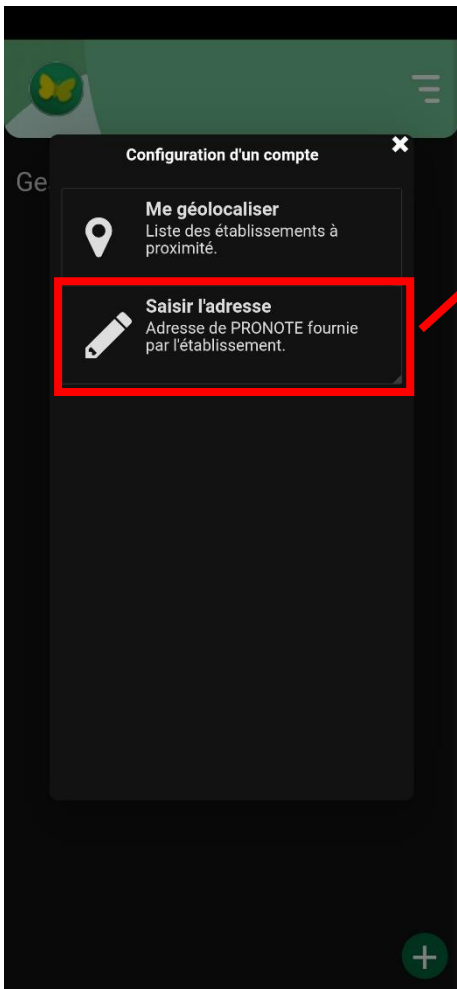 Configuration d'un compte
Ge
Me géolocaliser
Liste des établissements à
proximité.
Saisir l'adresse
Adresse de PRONOTE fournie
par l'établissement.